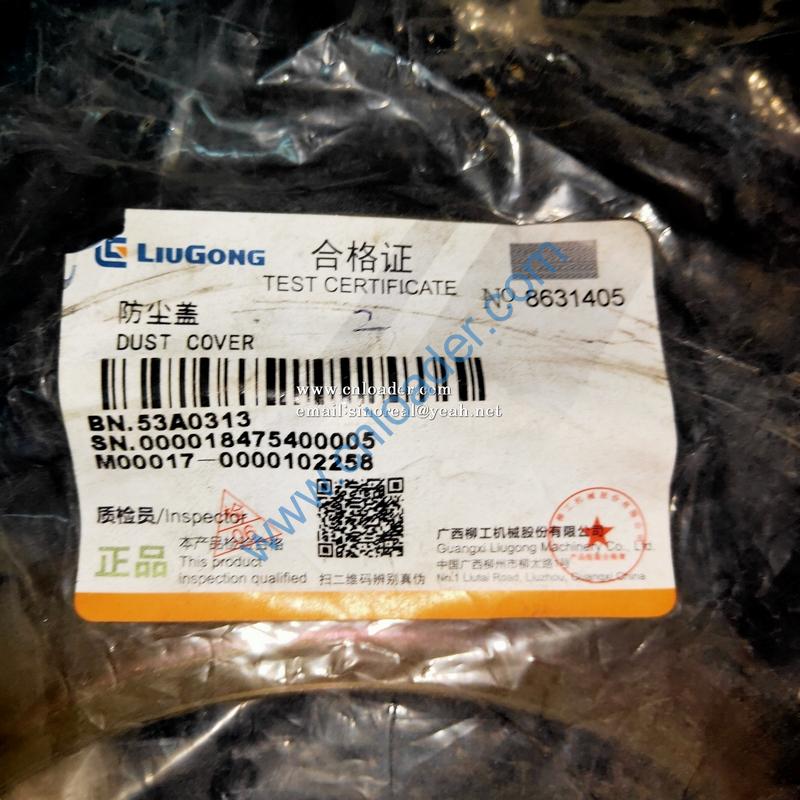 LIUGONG
合格证
TEST CERTIFICATE
No 8631405
防尘盖
2
DUST COVER
www.cnloader.com
email:sinoreal@yeah.net
BN.53A0313
SN.000018475400005
M00017-0000102258
质检员/Inspector
正品
本产品检验合格
This product
inspection qualified
扫二维码辨别真伪
广西柳工机械股份有限公司
Guangxi Liugong Machinery Co., Ltd.
中国广西柳州市柳太路1号
No.1 Liutai Road, Liuzhou, Guangxi China
www.cnloader.com